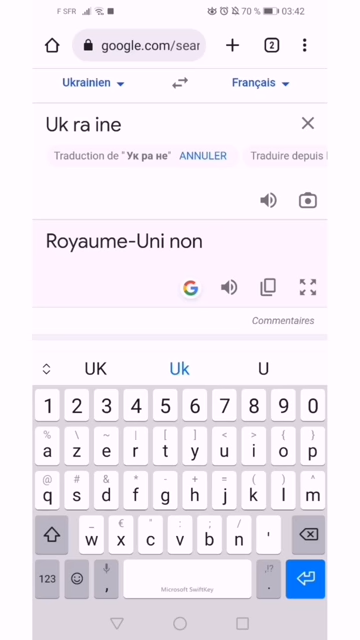 F SFR 70 % 03:42
google.com/sear
2
Ukrainien Français
Uk ra ine
Traduction de "Ук ра не" ANNULER Traduire depuis l
Royaume-Uni non
Commentaires
UK Uk U
1 2 3 4 5 6 7 8 9 0
% \ ~ | [ ] < > { }
a z e r t y u i o p
@ # & * - + = ( ) ^
q s d f g h j k l m
_ € " : ; /
w x c v b n '
123 , Microsoft SwiftKey ,!? .